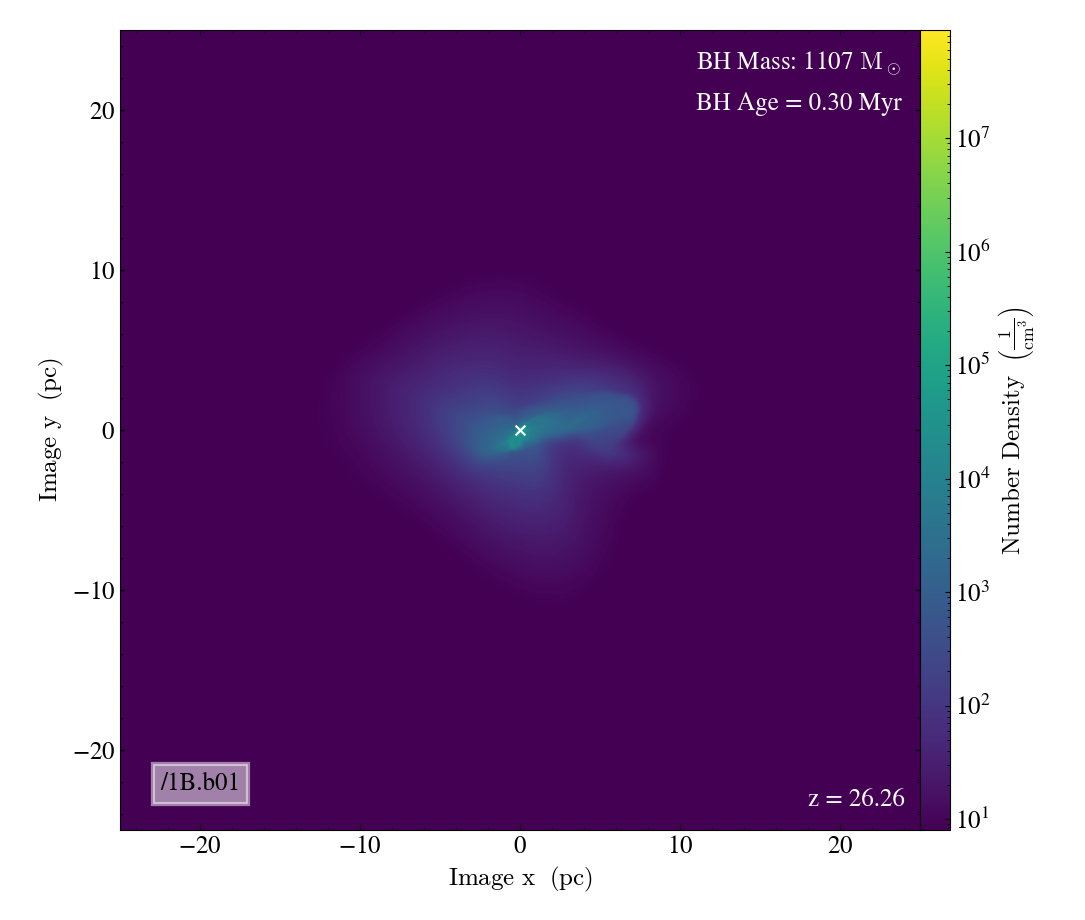 BH Mass: 1107 M⊙
BH Age = 0.30 Myr
20
10
0
−10
−20
Image y (pc)
/1B.b01
z = 26.26
−20 −10 0 10 20
Image x (pc)
10⁷
10⁶
10⁵
10⁴
10³
10²
10¹
Number Density (1/cm³)